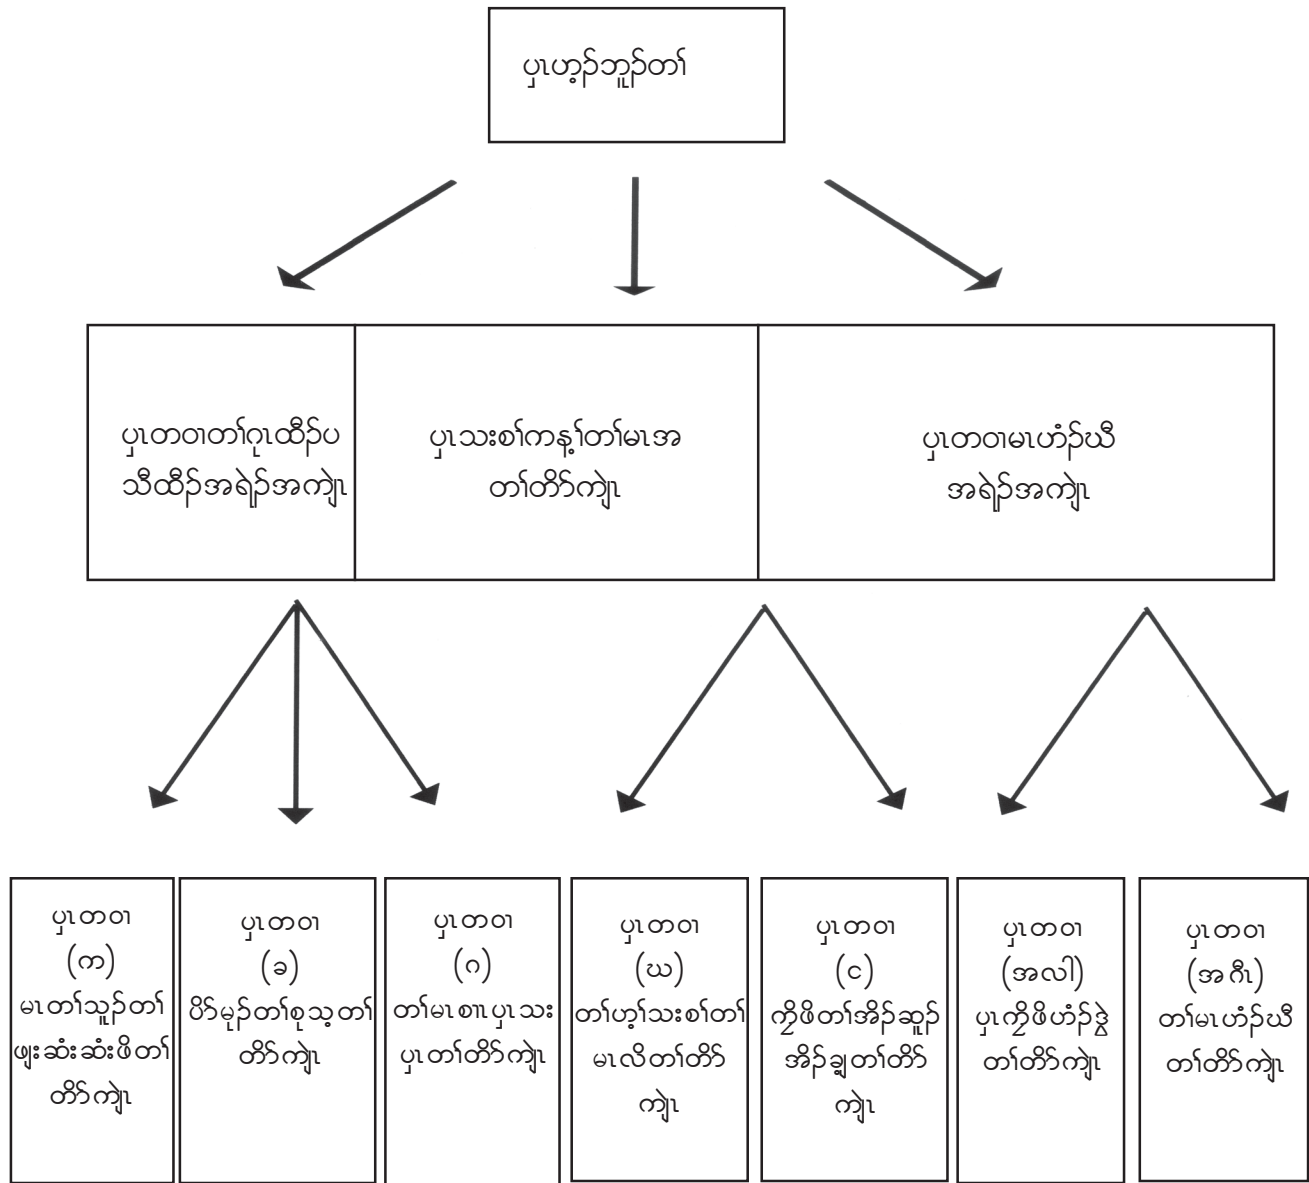 ပှၤဟ့ၣ်ဘူၣ်တၢ်
ပှၤတဝၢတၢ်ဂုၤထီၣ်ပ
သီထီၣ်အရဲၣ်အကျဲၤ
ပှၤသးစၢ်ကန့ၢ်တၢ်မၤအ
တၢ်တိာ်ကျဲၤ
ပှၤတဝၢမၤဟံၣ်ဃီ
အရဲၣ်အကျဲၤ
ပှၤတဝၢ
(က)
မၤတၢ်သူၣ်တၢ်
ဖျးဆံးဆံးဖိတၢ်
တိာ်ကျဲၤ
ပှၤတဝၢ
(ခ)
ပိာ်မုၣ်တၢ်စုသ့တၢ်
တိာ်ကျဲၤ
ပှၤတဝၢ
(ဂ)
တၢ်မၤစၢၤပှၤသး
ပှၤတၢ်တိာ်ကျဲၤ
ပှၤတဝၢ
(ဃ)
တၢ်ဟ့ၢ်သးစၢ်တၢ်
မၤလိတၢ်တိာ်
ကျဲၤ
ပှၤတဝၢ
(င)
ကၠိဖိတၢ်အိၣ်ဆူၣ်
အိၣ်ချ့တၢ်တိာ်
ကျဲၤ
ပှၤတဝၢ
(အလါ)
ပှၤကၠိဖိဟံၣ်ဒွဲ
တၢ်တိာ်ကျဲၤ
ပှၤတဝၢ
(အဂီၤ)
တၢ်မၤဟံၣ်ဃီ
တၢ်တိာ်ကျဲၤ